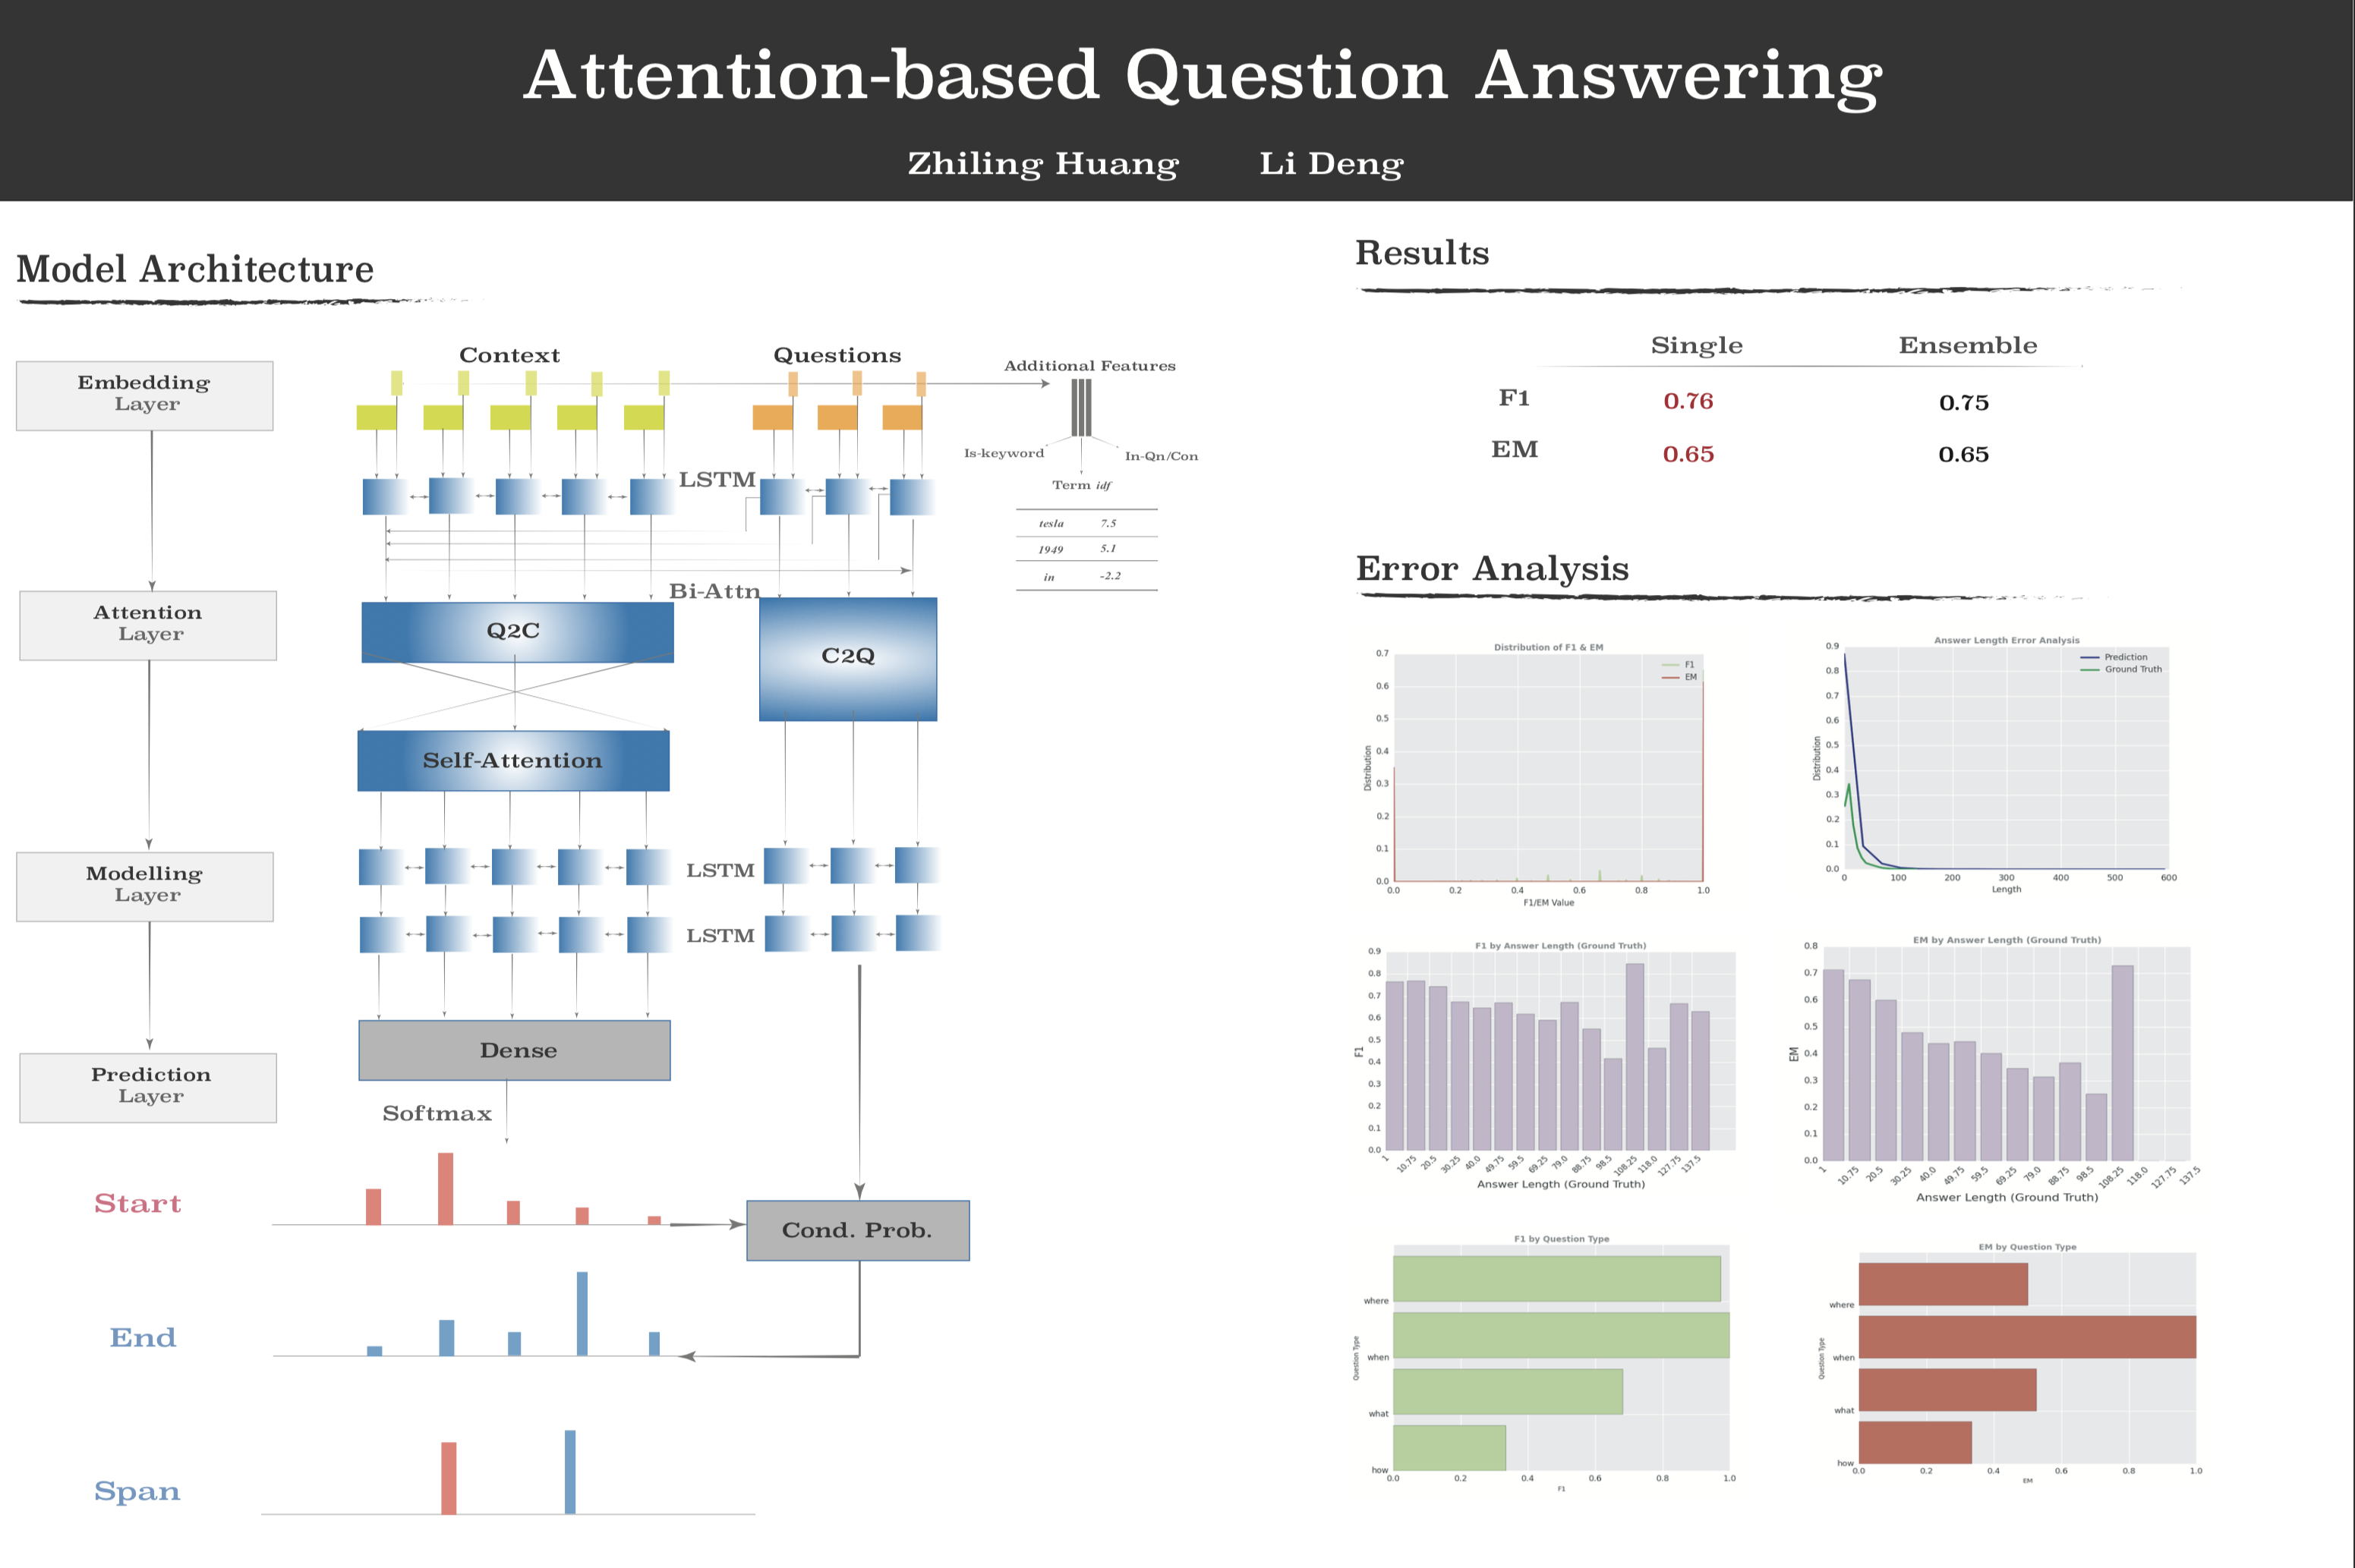 Attention-based Question Answering
Zhiling Huang Li Deng
Model Architecture
Embedding
Layer
Attention
Layer
Modelling
Layer
Prediction
Layer
Context
Questions
Additional Features
Is-keyword
In-Qn/Con
Term idf
tesla 7.5
1949 5.1
in -2.2
LSTM
Bi-Attn
Q2C
C2Q
Self-Attention
LSTM
LSTM
Dense
Softmax
Start
Cond. Prob.
End
Span
Results
Single Ensemble
F1 0.76 0.75
EM 0.65 0.65
Error Analysis
Distribution of F1 & EM
F1
EM
0.7
0.6
0.5
0.4
0.3
0.2
0.1
0.0
Distribution
0.0 0.2 0.4 0.6 0.8 1.0
F1/EM Value
Answer Length Error Analysis
Prediction
Ground Truth
0.9
0.8
0.7
0.6
0.5
0.4
0.3
0.2
0.1
0.0
Distribution
0 100 200 300 400 500 600
Length
F1 by Answer Length (Ground Truth)
0.9
0.8
0.7
0.6
0.5
0.4
0.3
0.2
0.1
0.0
F1
1 10.75 20.5 30.25 40.0 49.75 59.5 69.25 79.0 88.75 98.5 108.25 118.0 127.75 137.5
Answer Length (Ground Truth)
EM by Answer Length (Ground Truth)
0.8
0.7
0.6
0.5
0.4
0.3
0.2
0.1
0.0
EM
1 10.75 20.5 30.25 40.0 49.75 59.5 69.25 79.0 88.75 98.5 108.25 118.0 127.75 137.5
Answer Length (Ground Truth)
F1 by Question Type
Question Type
where
when
what
how
0.0 0.2 0.4 0.6 0.8 1.0
F1
EM by Question Type
Question Type
where
when
what
how
0.0 0.2 0.4 0.6 0.8 1.0
EM